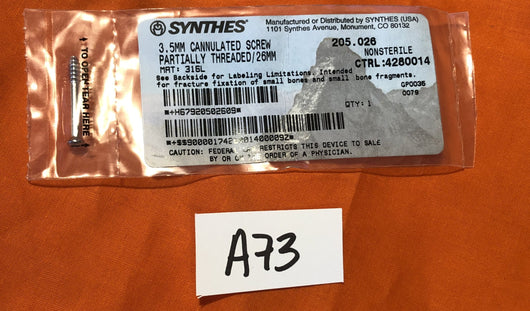 SYNTHES®
Manufactured or Distributed by SYNTHES (USA)
1101 Synthes Avenue, Monument, CO 80132
3.5MM CANNULATED SCREW
PARTIALLY THREADED/26MM
MAT: 316L
205.026
NONSTERILE
CTRL:4280014
See Backside for Labeling Limitations. Intended
for fracture fixation of small bones and small bone fragments.
GP0035
0079
*+H67920502609*
QTY: 1
CAUTION: FEDERAL RESTRICTS THIS DEVICE TO SALE
BY OR ON THE ORDER OF A PHYSICIAN.
TO OPEN TEAR HERE
A73